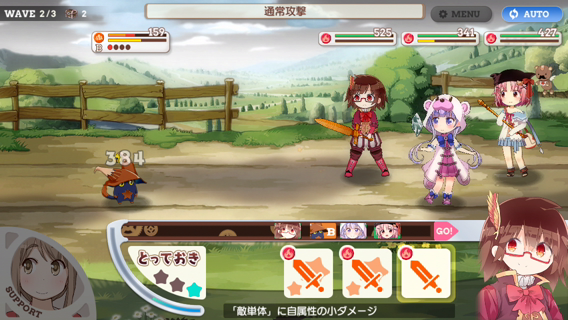 WAVE 2/3 2
通常攻撃
MENU
AUTO
159
B
525
341
427
384
B
GO!
とっておき
SUPPORT
「敵単体」に自属性の小ダメージ